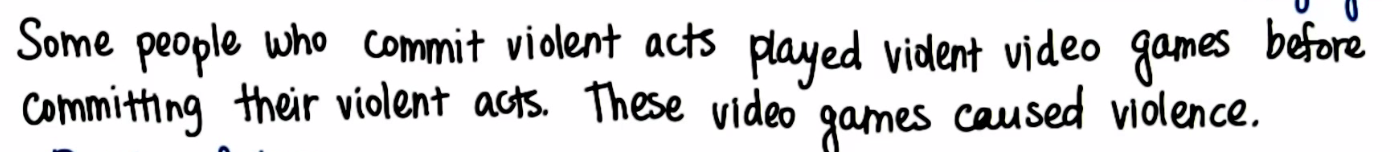 Some people who commit violent acts played violent video games before
committing their violent acts. These video games caused violence.